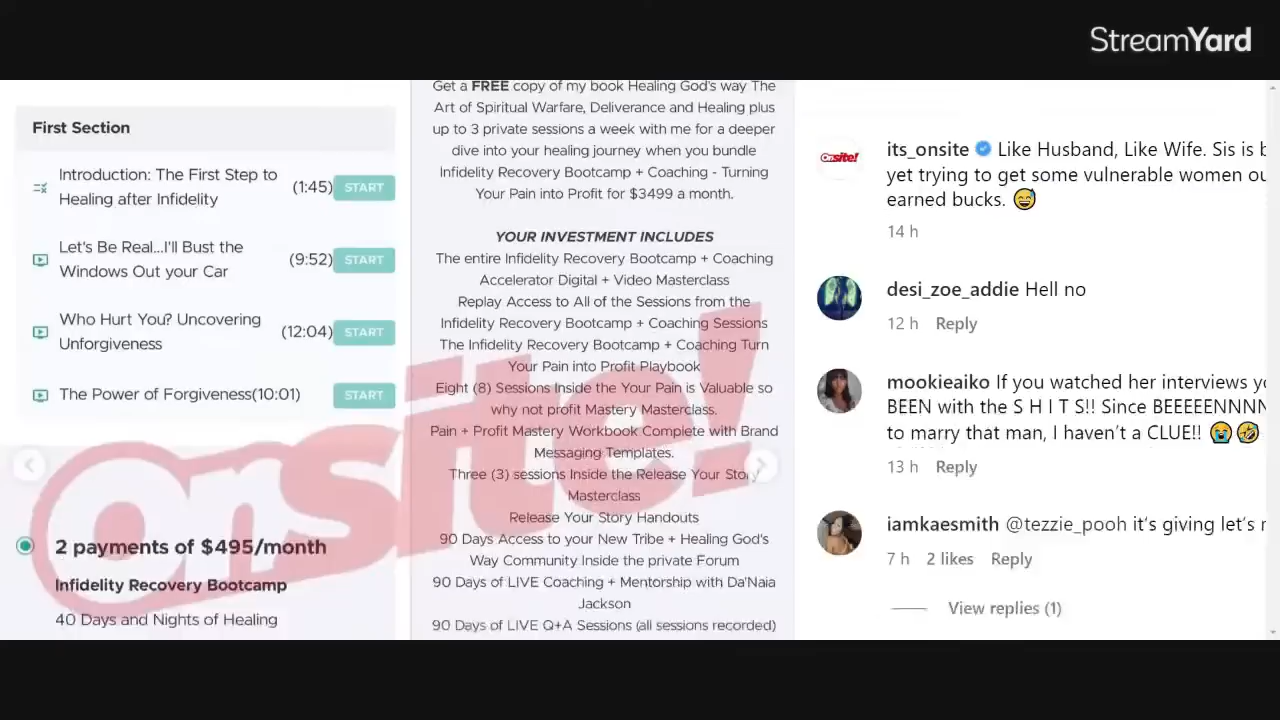 StreamYard
First Section
Introduction: The First Step to
Healing after Infidelity
(1:45)
START
Let's Be Real...I'll Bust the
Windows Out your Car
(9:52)
START
Who Hurt You? Uncovering
Unforgiveness
(12:04)
START
The Power of Forgiveness(10:01)
START
2 payments of $495/month
Infidelity Recovery Bootcamp
40 Days and Nights of Healing
Get a FREE copy of my book Healing God's way The
Art of Spiritual Warfare, Deliverance and Healing plus
up to 3 private sessions a week with me for a deeper
dive into your healing journey when you bundle
Infidelity Recovery Bootcamp + Coaching - Turning
Your Pain into Profit for $3499 a month.
YOUR INVESTMENT INCLUDES
The entire Infidelity Recovery Bootcamp + Coaching
Accelerator Digital + Video Masterclass
Replay Access to All of the Sessions from the
Infidelity Recovery Bootcamp + Coaching Sessions
The Infidelity Recovery Bootcamp + Coaching Turn
Your Pain into Profit Playbook
Eight (8) Sessions Inside the Your Pain is Valuable so
why not profit Mastery Masterclass.
Pain + Profit Mastery Workbook Complete with Brand
Messaging Templates.
Three (3) sessions Inside the Release Your Story
Masterclass
Release Your Story Handouts
90 Days Access to your New Tribe + Healing God's
Way Community Inside the private Forum
90 Days of LIVE Coaching + Mentorship with Da'Naia
Jackson
90 Days of LIVE Q+A Sessions (all sessions recorded)
Onsite!
Onsite!
its_onsite Like Husband, Like Wife. Sis is b
yet trying to get some vulnerable women ou
earned bucks. 😅
14 h
desi_zoe_addie Hell no
12 h Reply
mookieaiko If you watched her interviews yo
BEEN with the S H I T S!! Since BEEEEENNNN
to marry that man, I haven't a CLUE!! 😭🤣
13 h Reply
iamkaesmith @tezzie_pooh it's giving let's r
7 h 2 likes Reply
View replies (1)